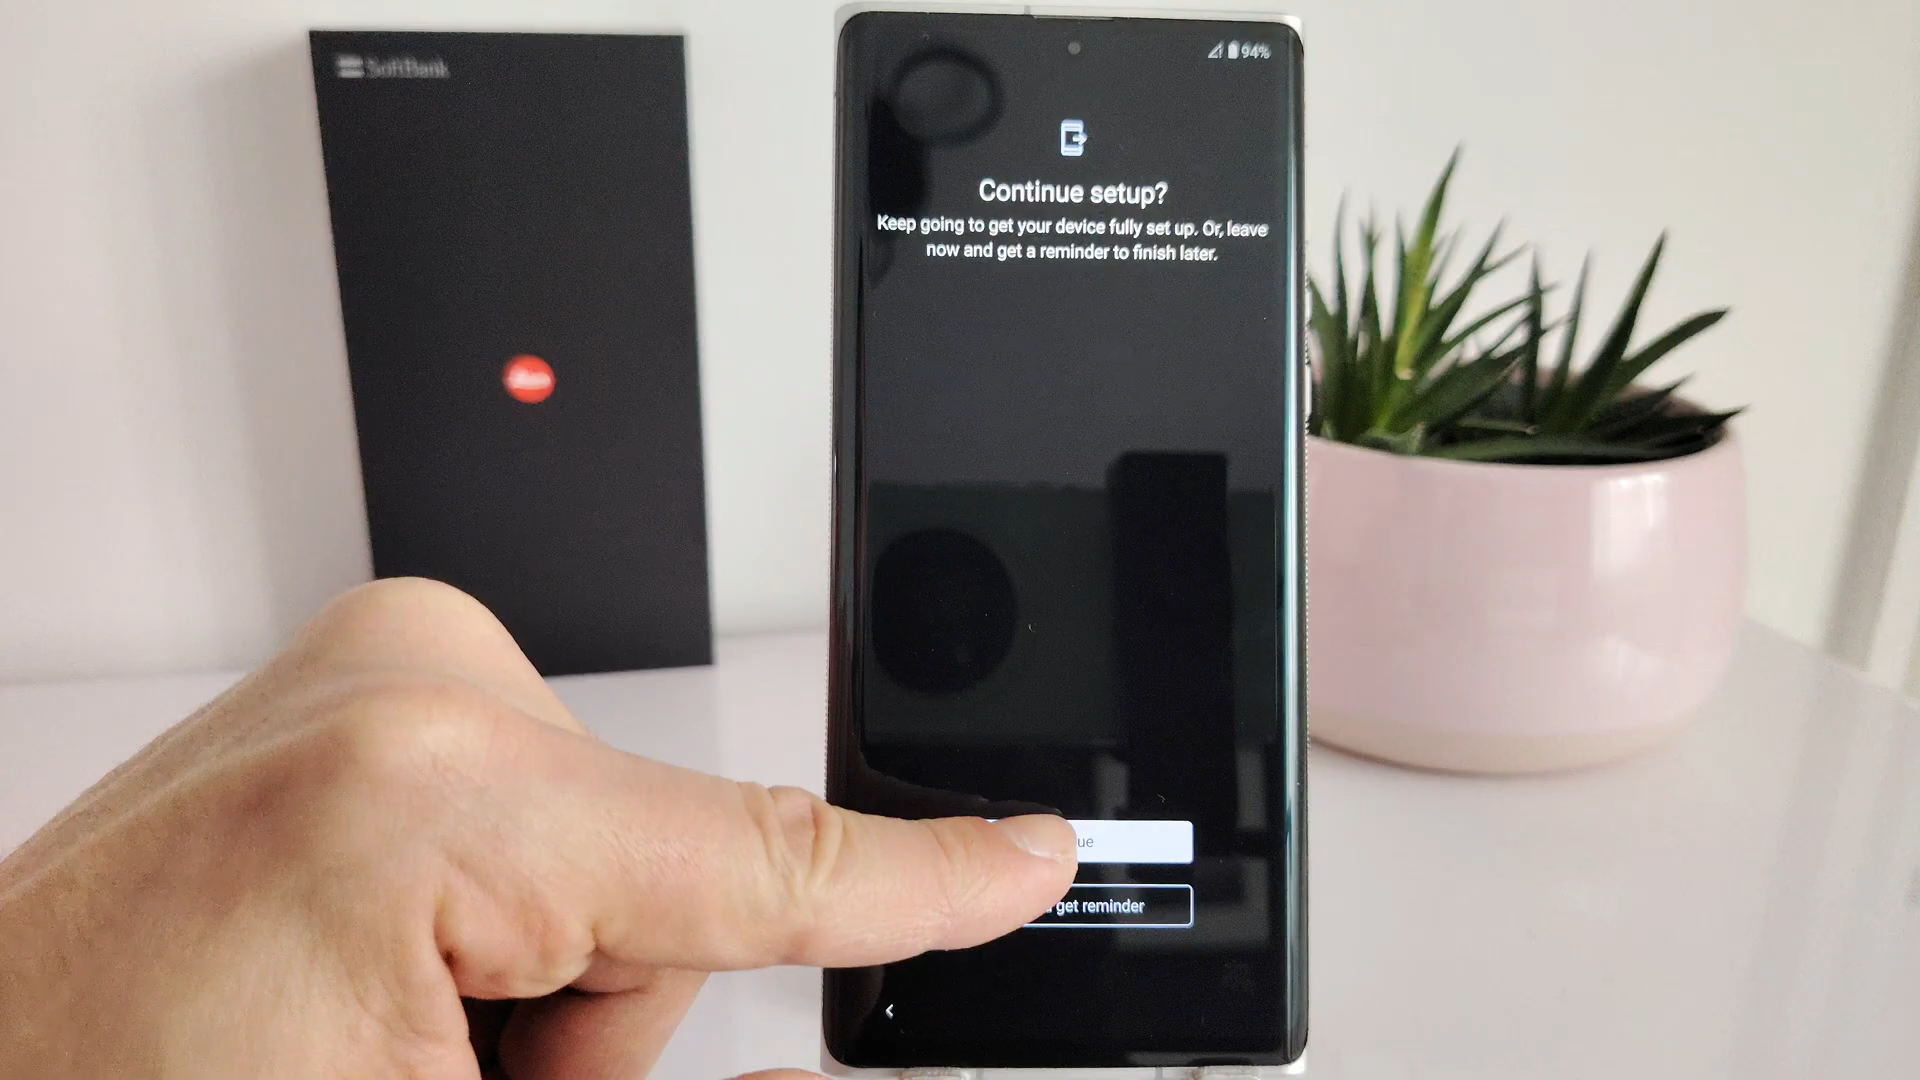 SoftBank
94%
Continue setup?
Keep going to get your device fully set up. Or, leave
now and get a reminder to finish later.
ue
get reminder